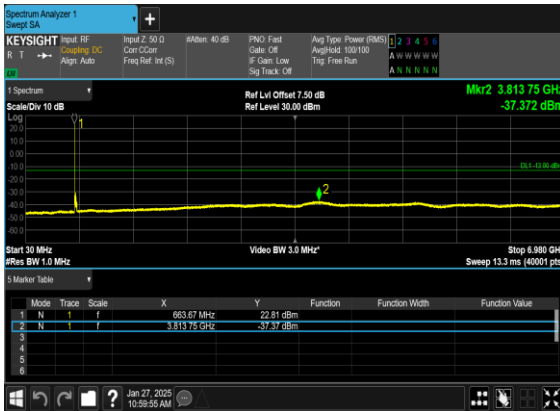 Spectrum Analyzer 1
Swept SA
+
KEYSIGHT Input: RF Input Z: 50 Ω #Atten: 40 dB PNO: Fast Avg Type: Power (RMS) 1 2 3 4 5 6
R T Coupling: DC Corr CCorr Gate: Off Avg|Hold: 100/100 A W W W W W
Align: Auto Freq Ref: Int (S) IF Gain: Low Trig: Free Run
LW Sig Track: Off A N N N N N
1 Spectrum Ref Lvl Offset 7.50 dB Mkr2 3.813 75 GHz
Scale/Div 10 dB Ref Level 30.00 dBm -37.372 dBm
Log
1
20.0
10.0
0.00
-10.0 DL1 -13.00 dBm
-20.0
-30.0 2
-40.0
-50.0
-60.0
Start 30 MHz Video BW 3.0 MHz* Stop 6.980 GHz
#Res BW 1.0 MHz Sweep 13.3 ms (40001 pts)
5 Marker Table
Mode Trace Scale X Y Function Function Width Function Value
1 N 1 f 663.67 MHz 22.81 dBm
2 N 1 f 3.813 75 GHz -37.37 dBm
3
4
5
6
? Jan 27, 2025
10:59:55 AM